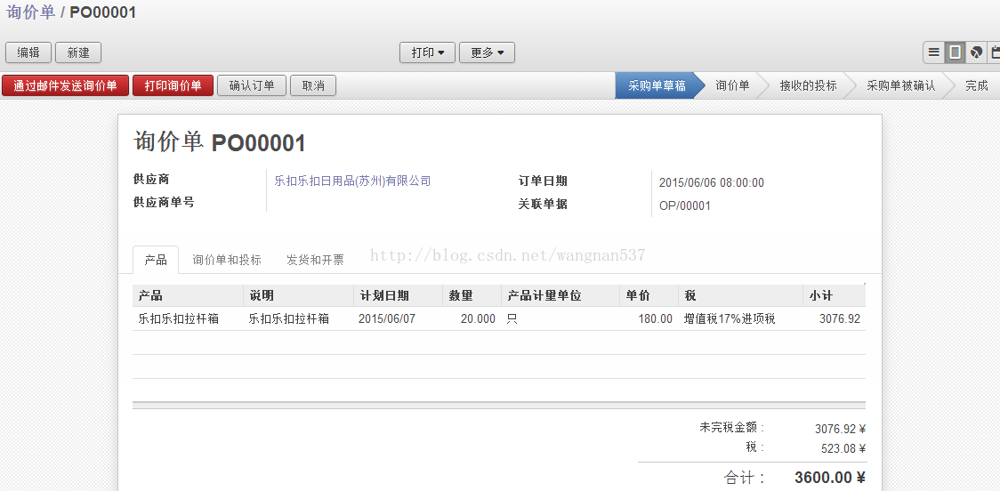 询价单 / PO00001
编辑 新建 打印 更多
通过邮件发送询价单 打印询价单 确认订单 取消 采购单草稿 询价单 接收的投标 采购单被确认 完成
询价单 PO00001
供应商 乐扣乐扣日用品(苏州)有限公司 订单日期 2015/06/06 08:00:00
供应商单号 关联单据 OP/00001
产品 询价单和投标 发货和开票 http://blog.csdn.net/wangnan537
产品 说明 计划日期 数量 产品计量单位 单价 税 小计
乐扣乐扣拉杆箱 乐扣乐扣拉杆箱 2015/06/07 20.000 只 180.00 增值税17%进项税 3076.92
未完税金额 : 3076.92 ¥
税 : 523.08 ¥
合计 : 3600.00 ¥